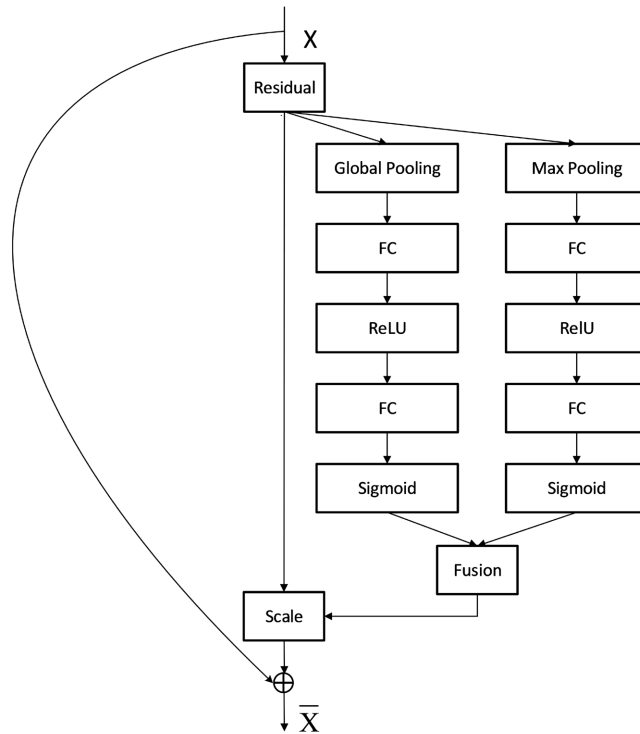 X
Residual
Global Pooling Max Pooling
FC FC
ReLU RelU
FC FC
Sigmoid Sigmoid
Fusion
Scale
X̅